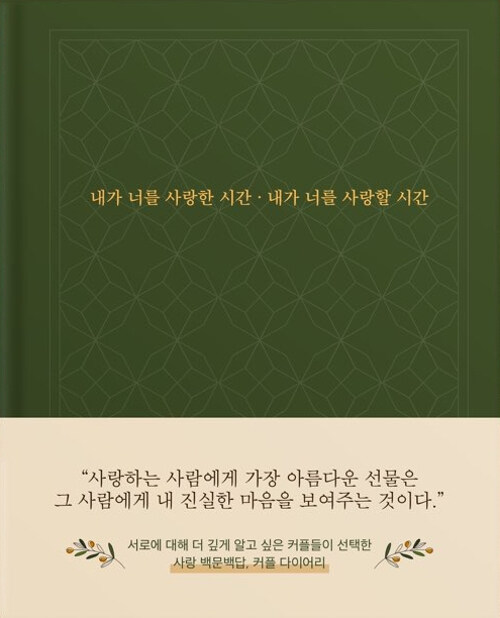 내가 너를 사랑한 시간 · 내가 너를 사랑할 시간
“사랑하는 사람에게 가장 아름다운 선물은
그 사람에게 내 진실한 마음을 보여주는 것이다.”
서로에 대해 더 깊게 알고 싶은 커플들이 선택한
사랑 백문백답, 커플 다이어리